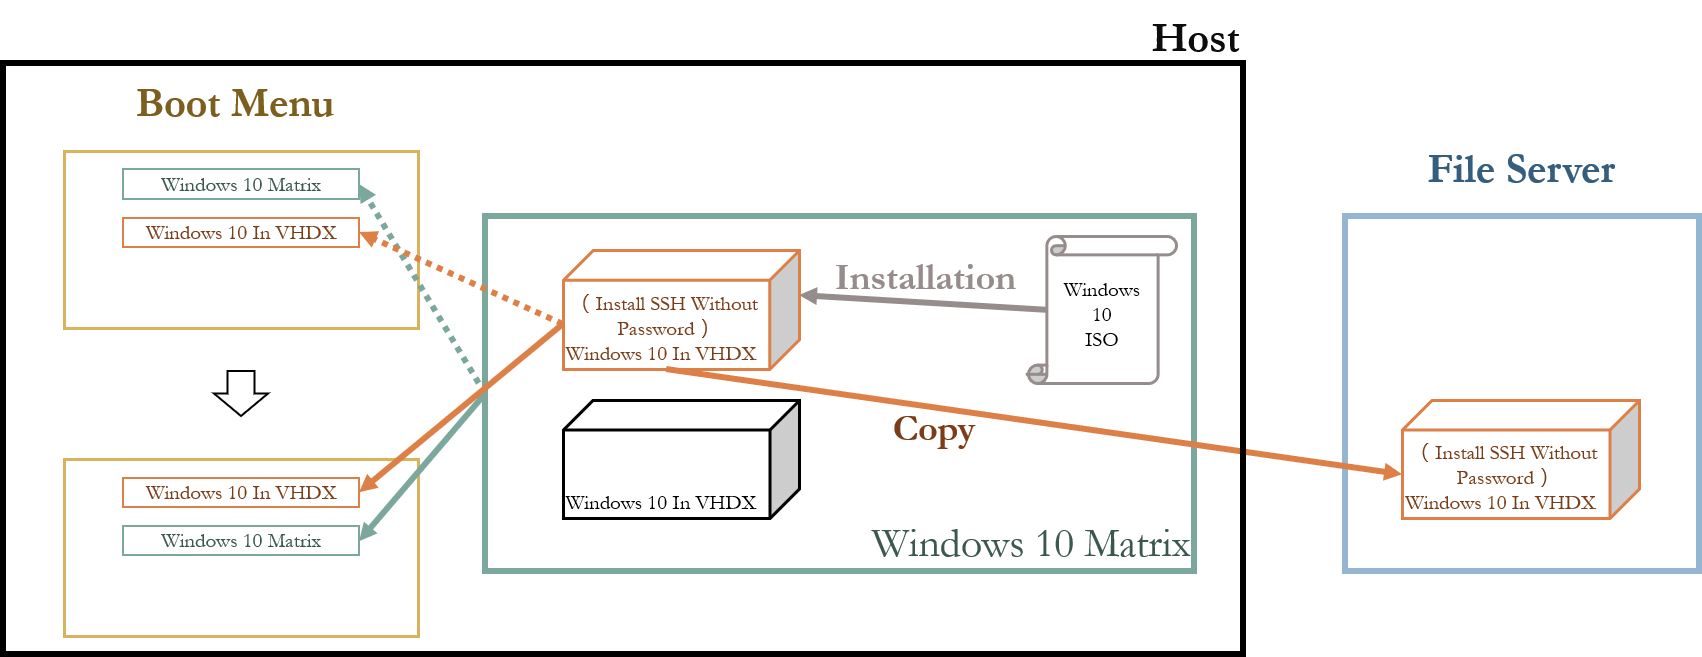 Host
Boot Menu
Windows 10 Matrix
Windows 10 In VHDX
Windows 10 In VHDX
Windows 10 Matrix
( Install SSH Without
Password )
Windows 10 In VHDX
Installation
Windows
10
ISO
Copy
Windows 10 In VHDX
Windows 10 Matrix
File Server
( Install SSH Without
Password )
Windows 10 In VHDX